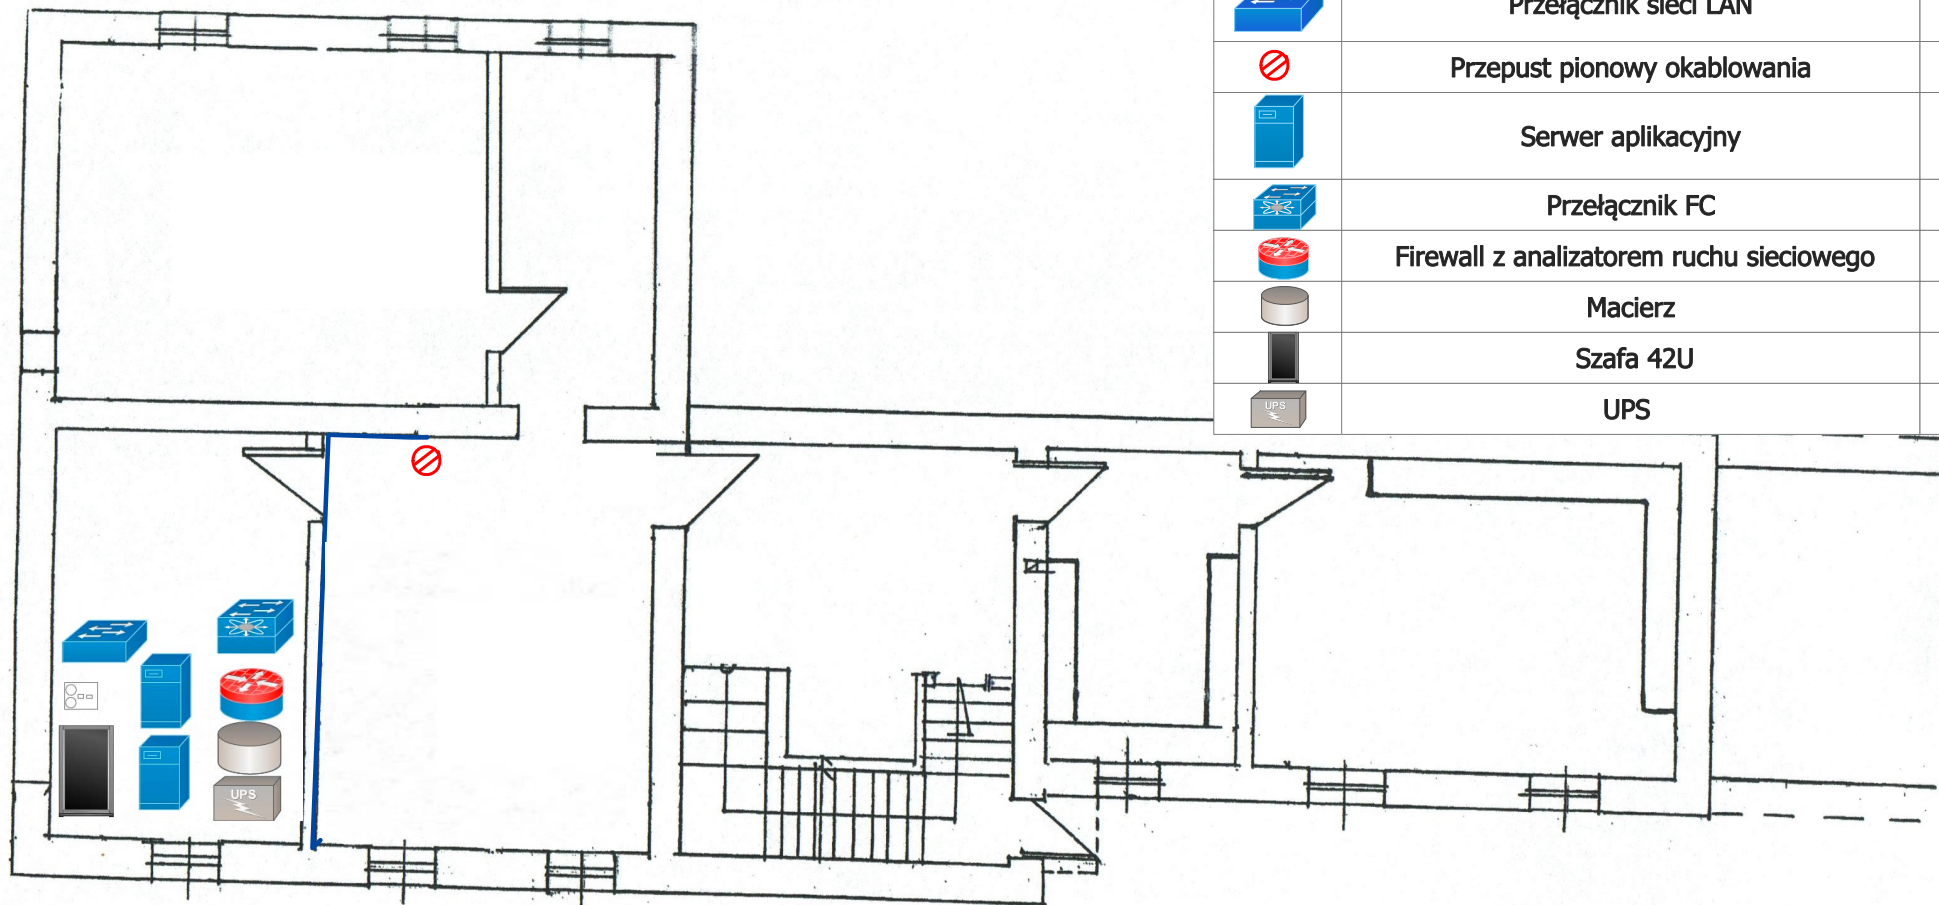 Przełącznik sieci LAN
Przepust pionowy okablowania
Serwer aplikacyjny
Przełącznik FC
Firewall z analizatorem ruchu sieciowego
Macierz
Szafa 42U
UPS
UPS
UPS